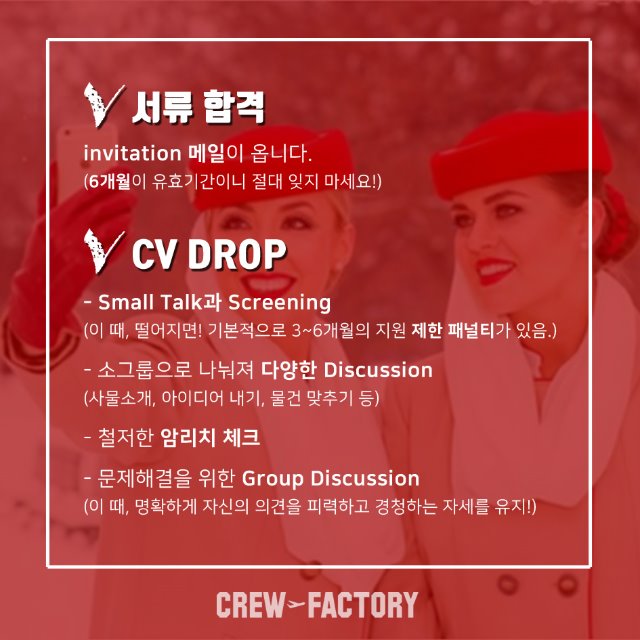 V 서류 합격
invitation 메일이 옵니다.
(6개월이 유효기간이니 절대 잊지 마세요!)
V CV DROP
- Small Talk과 Screening
(이 때, 떨어지면! 기본적으로 3~6개월의 지원 제한 패널티가 있음.)
- 소그룹으로 나눠져 다양한 Discussion
(사물소개, 아이디어 내기, 물건 맞추기 등)
- 철저한 암리치 체크
- 문제해결을 위한 Group Discussion
(이 때, 명확하게 자신의 의견을 피력하고 경청하는 자세를 유지!)
CREW FACTORY